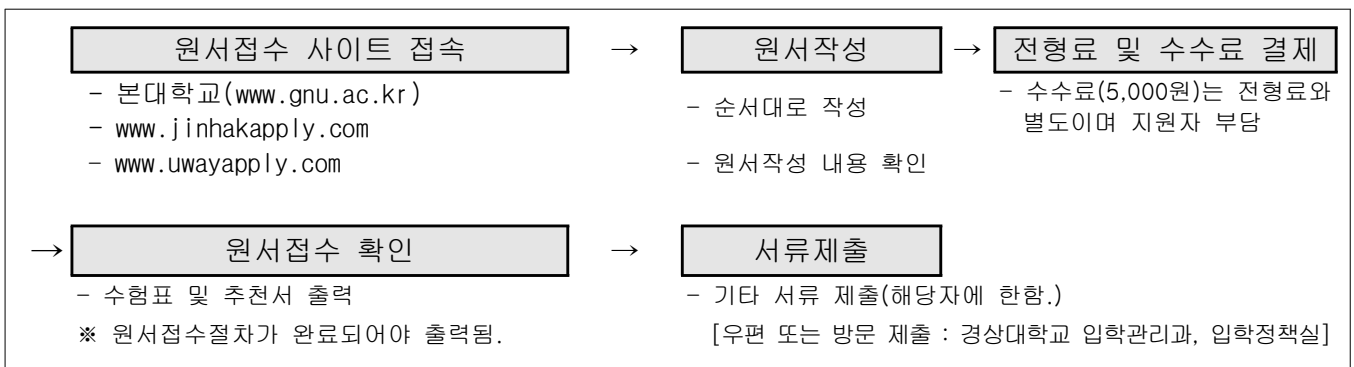 원서접수 사이트 접속 → 원서작성 → 전형료 및 수수료 결제
- 본대학교(www.gnu.ac.kr)
- www.jinhakapply.com
- www.uwayapply.com
- 순서대로 작성
- 원서작성 내용 확인
- 수수료(5,000원)는 전형료와
별도이며 지원자 부담
→ 원서접수 확인 → 서류제출
- 수험표 및 추천서 출력
※ 원서접수절차가 완료되어야 출력됨.
- 기타 서류 제출(해당자에 한함.)
[우편 또는 방문 제출 : 경상대학교 입학관리과, 입학정책실]